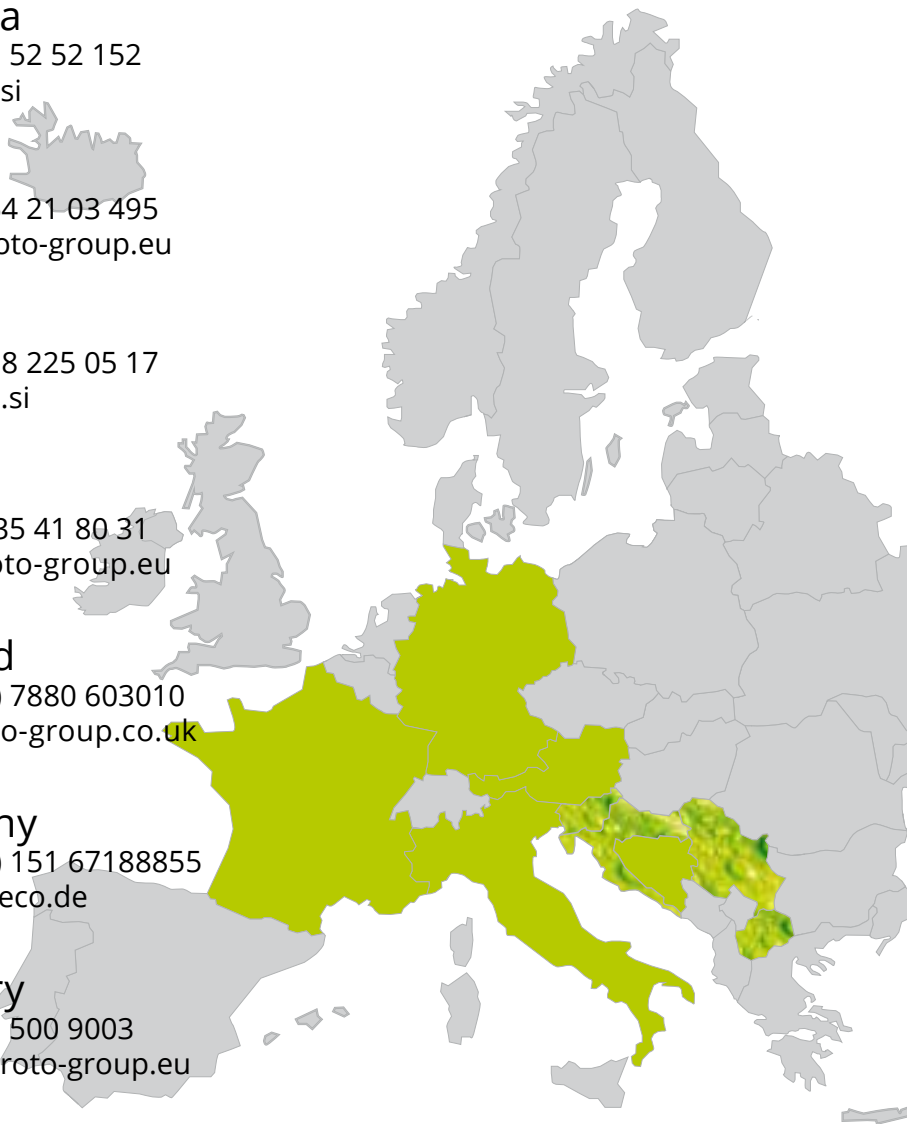 a
52 52 152
si
4 21 03 495
oto-group.eu
8 225 05 17
.si
35 41 80 31
oto-group.eu
d
) 7880 603010
o-group.co.uk
ny
) 151 67188855
eco.de
ry
500 9003
roto-group.eu